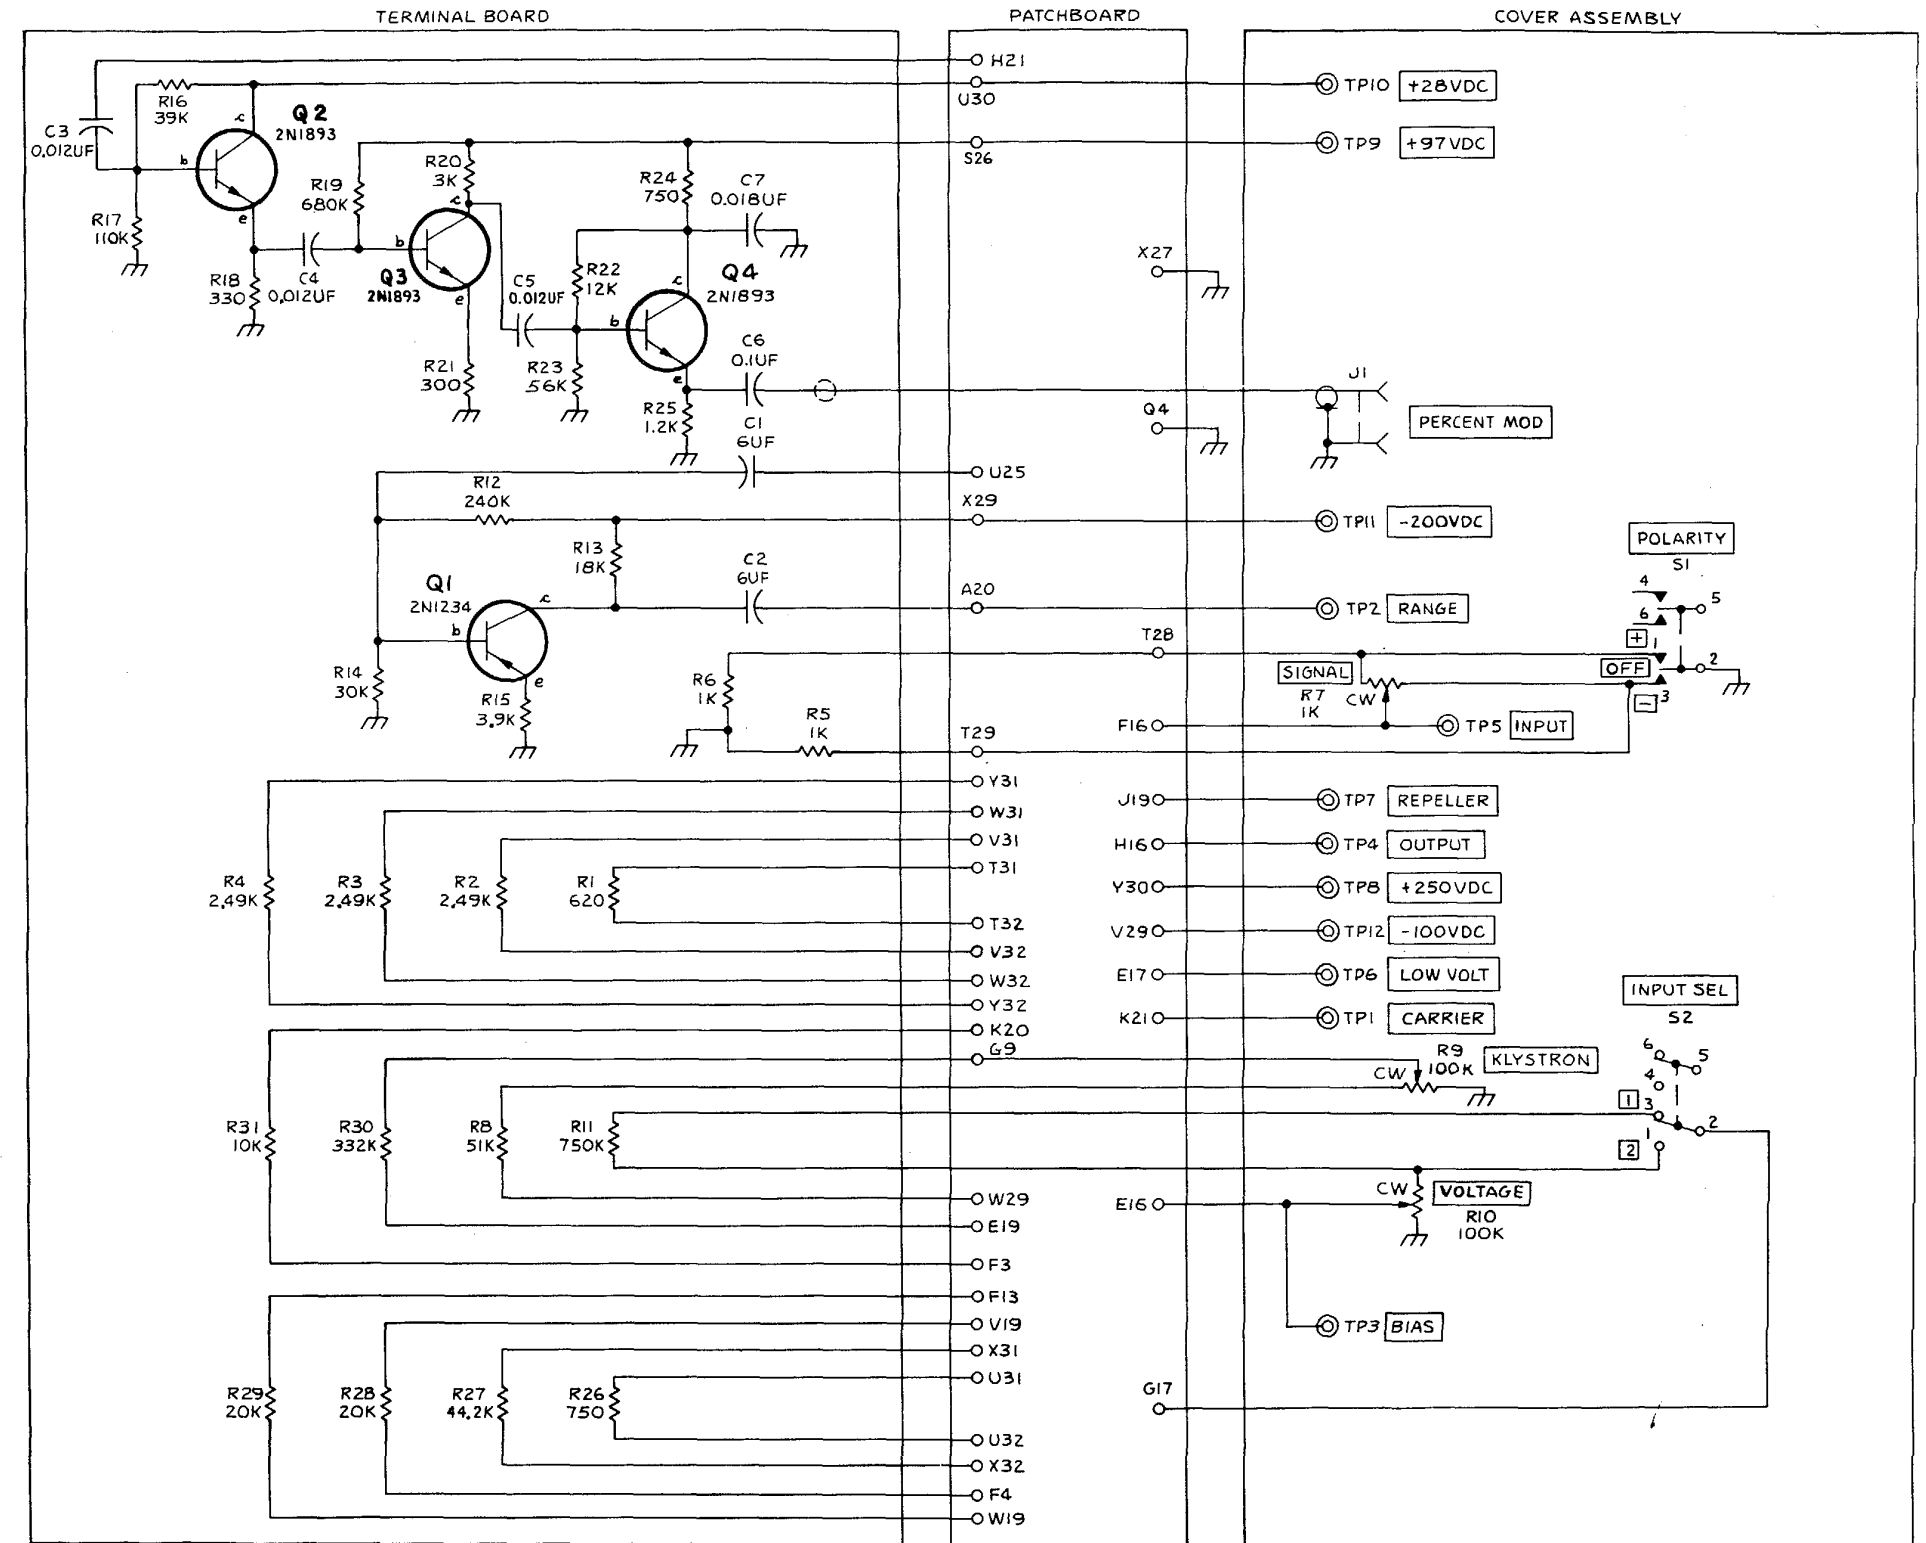 TERMINAL BOARD
PATCHBOARD
COVER ASSEMBLY
H21
U30
TP10 +28VDC
R16
39K
Q2
2N1893
c
b
e
C3
0.012UF
R17
110K
S26
TP9 +97VDC
R20
3K
c
R19
680K
b
Q3
2N1893
e
R18
330
C4
0.012UF
R24
750
C7
0.018UF
R22
12K
C5
0.012UF
Q4
2N1893
c
b
e
R21
300
R23
56K
C6
0.1UF
R25
1.2K
X27
J1
PERCENT MOD
Q4
C1
6UF
U25
R12
240K
X29
TP11 -200VDC
R13
18K
C2
6UF
Q1
2N1234
c
b
e
A20
TP2 RANGE
POLARITY
S1
4
5
6
+
1
OFF
2
3
-
R14
30K
R15
3.9K
R6
1K
R5
1K
T28
SIGNAL
R7
1K
CW
F16
TP5 INPUT
T29
Y31
W31
V31
T31
J19
TP7 REPELLER
H16
TP4 OUTPUT
Y30
TP8 +250VDC
V29
TP12 -100VDC
E17
TP6 LOW VOLT
K21
TP1 CARRIER
R4
2.49K
R3
2.49K
R2
2.49K
R1
620
T32
V32
W32
Y32
K20
G9
INPUT SEL
S2
R9
100K
KLYSTRON
CW
6
5
4
1
3
2
1
2
R31
10K
R30
332K
R8
51K
R11
750K
W29
E19
F3
E16
CW
VOLTAGE
R10
100K
TP3 BIAS
F13
V19
X31
U31
R29
20K
R28
20K
R27
44.2K
R26
750
G17
U32
X32
F4
W19